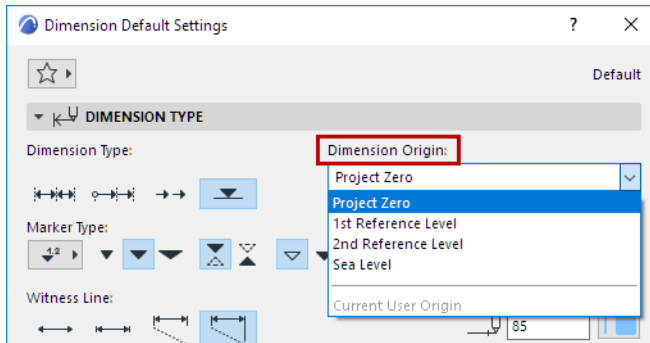 Dimension Default Settings ? ×
Default
DIMENSION TYPE
Dimension Type: Dimension Origin:
Project Zero
Project Zero
1st Reference Level
2nd Reference Level
Sea Level
Current User Origin
Marker Type:
1.2
Witness Line:
85